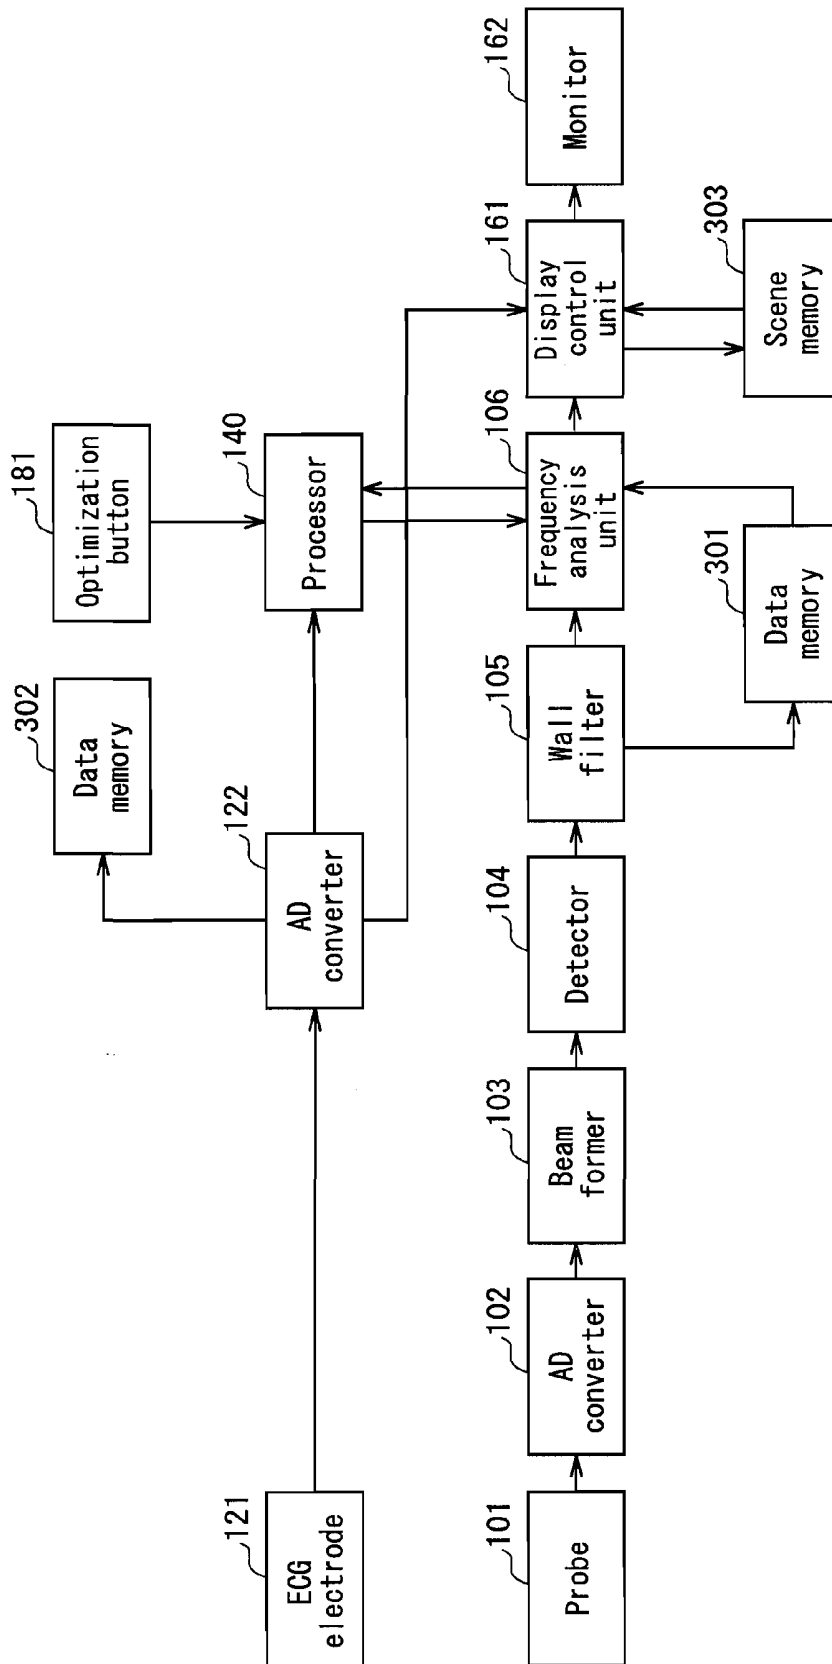 181
Optimization
button
302
Data
memory
140
Processor
122
AD
converter
121
ECG
electrode
101
Probe
102
AD
converter
103
Beam
former
104
Detector
105
Wall
filter
106
Frequency
analysis
unit
161
Display
control
unit
162
Monitor
301
Data
memory
303
Scene
memory